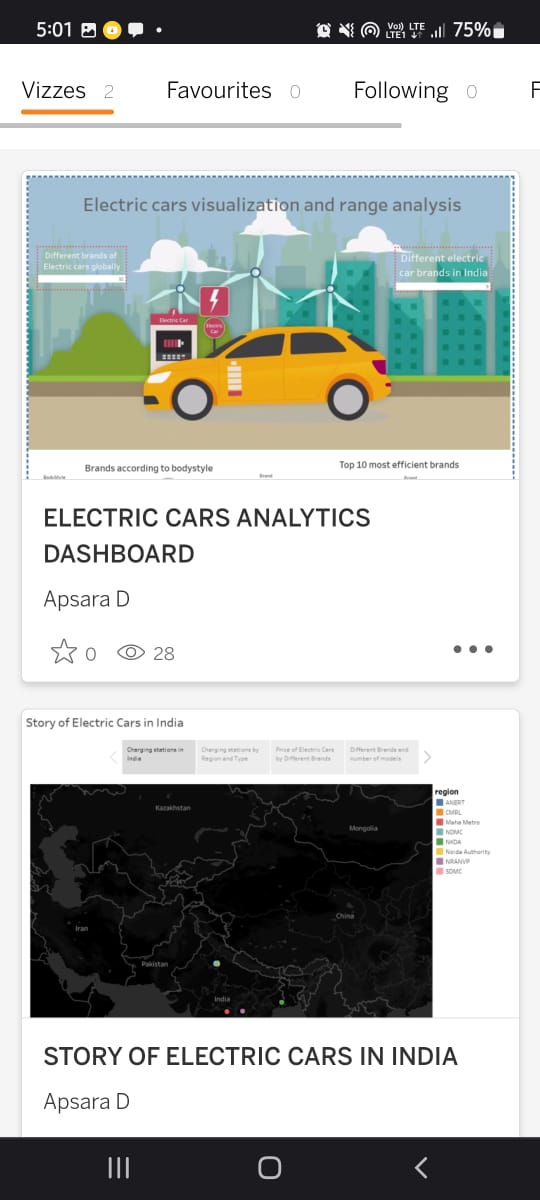 5:01
Vo)) LTE
LTE1
75%
Vizzes 2 Favourites 0 Following 0 F
Electric cars visualization and range analysis
Different brands of
Electric cars globally
Different electric
car brands in India
Electric Car
Electric
Car
Brands according to bodystyle
Top 10 most efficient brands
BodyStyle
Brand
Brand
ELECTRIC CARS ANALYTICS
DASHBOARD
Apsara D
0 28
Story of Electric Cars in India
Charging stations in
India
Charging stations by
Region and Type
Price of Electric Cars
by Different Brands
Different Brands and
number of models
region
ANERT
CMRL
Maha Metro
NDMC
NKDA
Noida Authority
NRANVP
SDMC
Kazakhstan
Mongolia
China
Iran
Pakistan
India
STORY OF ELECTRIC CARS IN INDIA
Apsara D